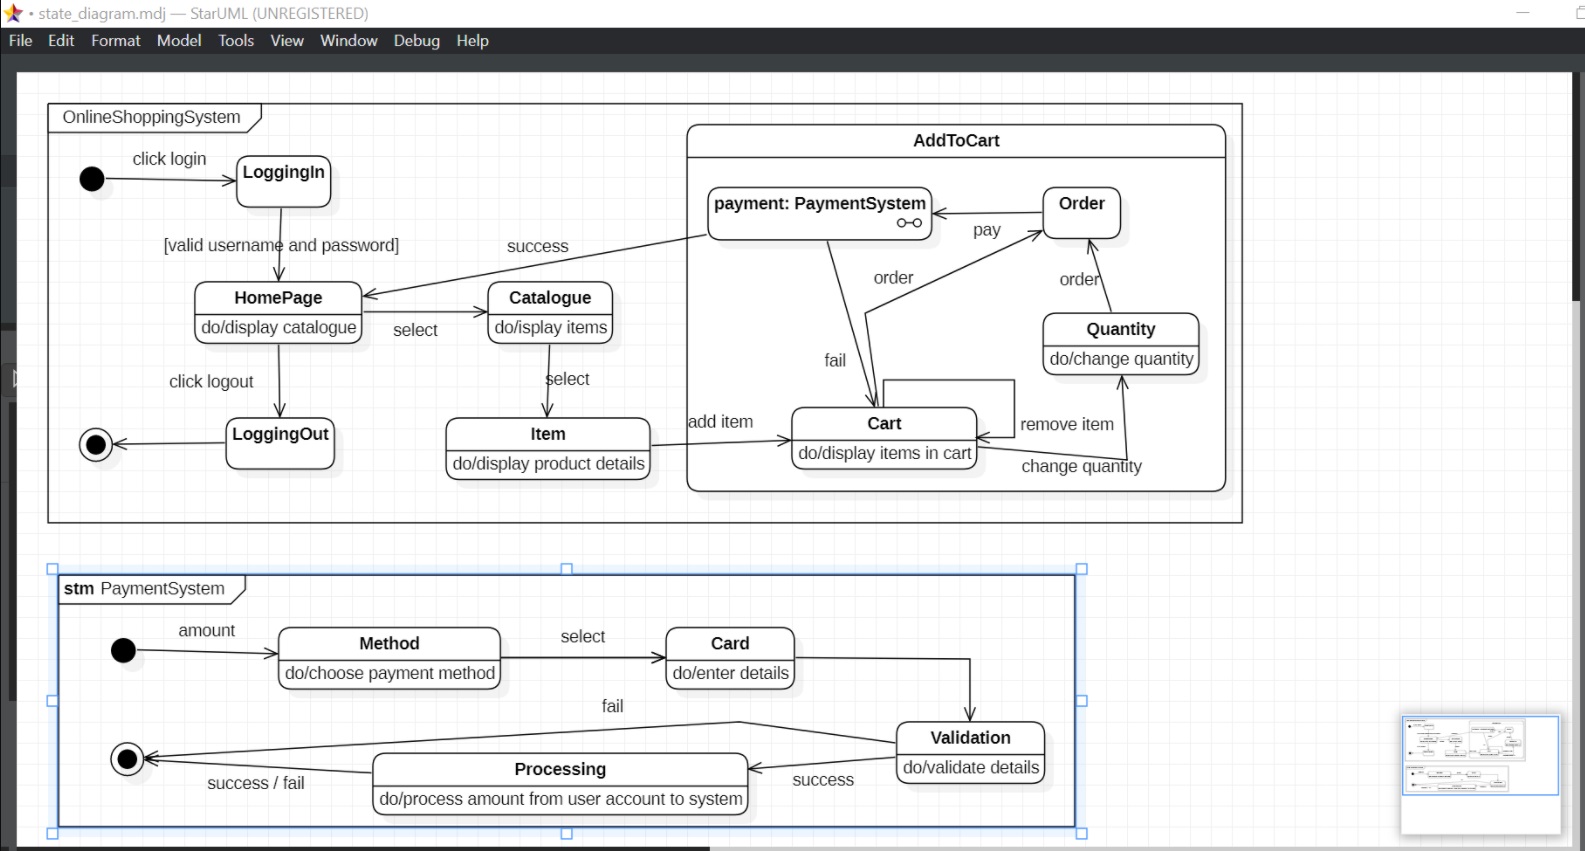 • state_diagram.mdj — StarUML (UNREGISTERED)
File Edit Format Model Tools View Window Debug Help
OnlineShoppingSystem
click login
LoggingIn
[valid username and password]
HomePage
do/display catalogue
select
click logout
LoggingOut
success
Catalogue
do/isplay items
select
Item
do/display product details
add item
AddToCart
payment: PaymentSystem
pay
Order
order
order
Quantity
do/change quantity
fail
Cart
do/display items in cart
remove item
change quantity
stm PaymentSystem
amount
Method
do/choose payment method
select
Card
do/enter details
fail
Validation
do/validate details
success
Processing
do/process amount from user account to system
success / fail